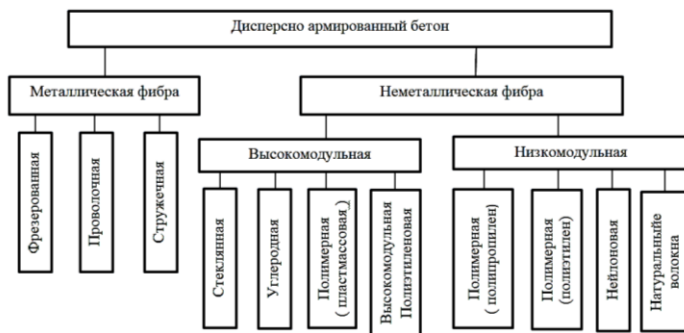 Дисперсно армированный бетон
Металлическая фибра
Неметаллическая фибра
Высокомодульная
Низкомодульная
Фрезерованная
Проволочная
Стружечная
Стеклянная
Углеродная
Полимерная
( пластмассовая )
Высокомодульная
Полиэтиленовая
Полимерная
( полипропилен)
Полимерная
(полиэтилен)
Нейлоновая
Натуральныйе
волокна